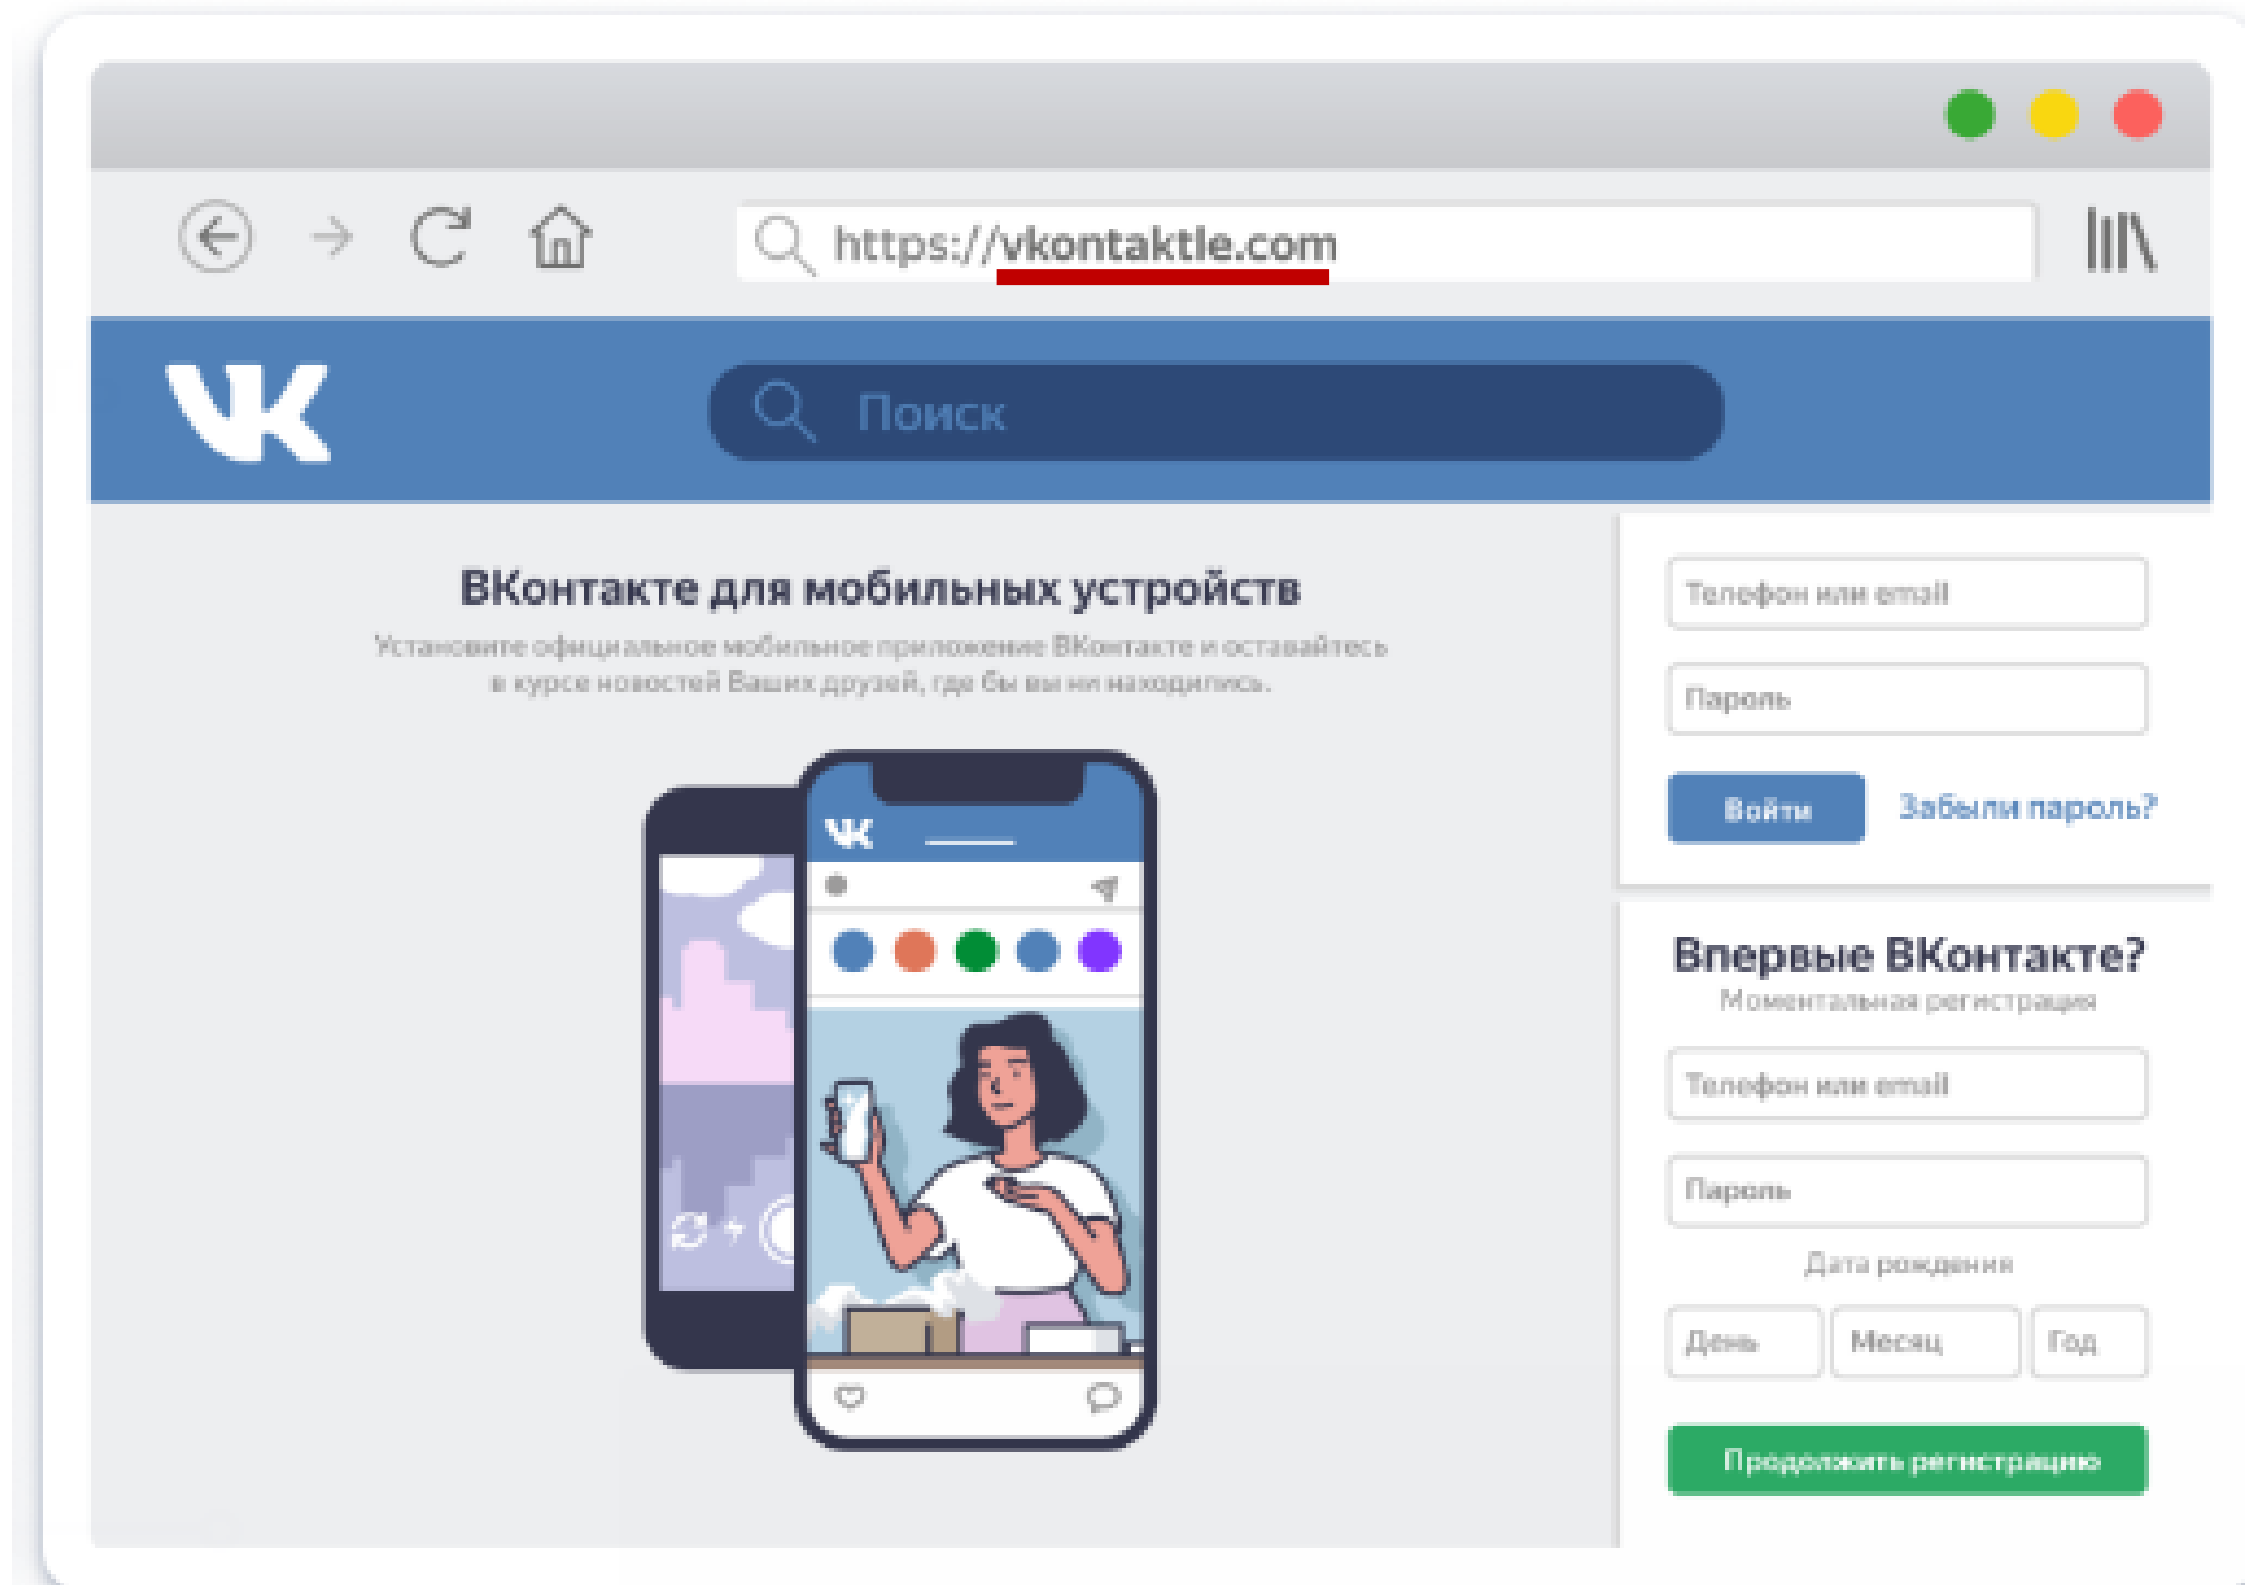 https://vkontaktle.com
VK
Поиск
ВКонтакте для мобильных устройств
Установите официальное мобильное приложение ВКонтакте и оставайтесь
в курсе новостей Ваших друзей, где бы вы ни находились.
VK
Телефон или email
Пароль
Войти Забыли пароль?
Впервые ВКонтакте?
Моментальная регистрация
Телефон или email
Пароль
Дата рождения
День Месяц Год
Продолжить регистрацию